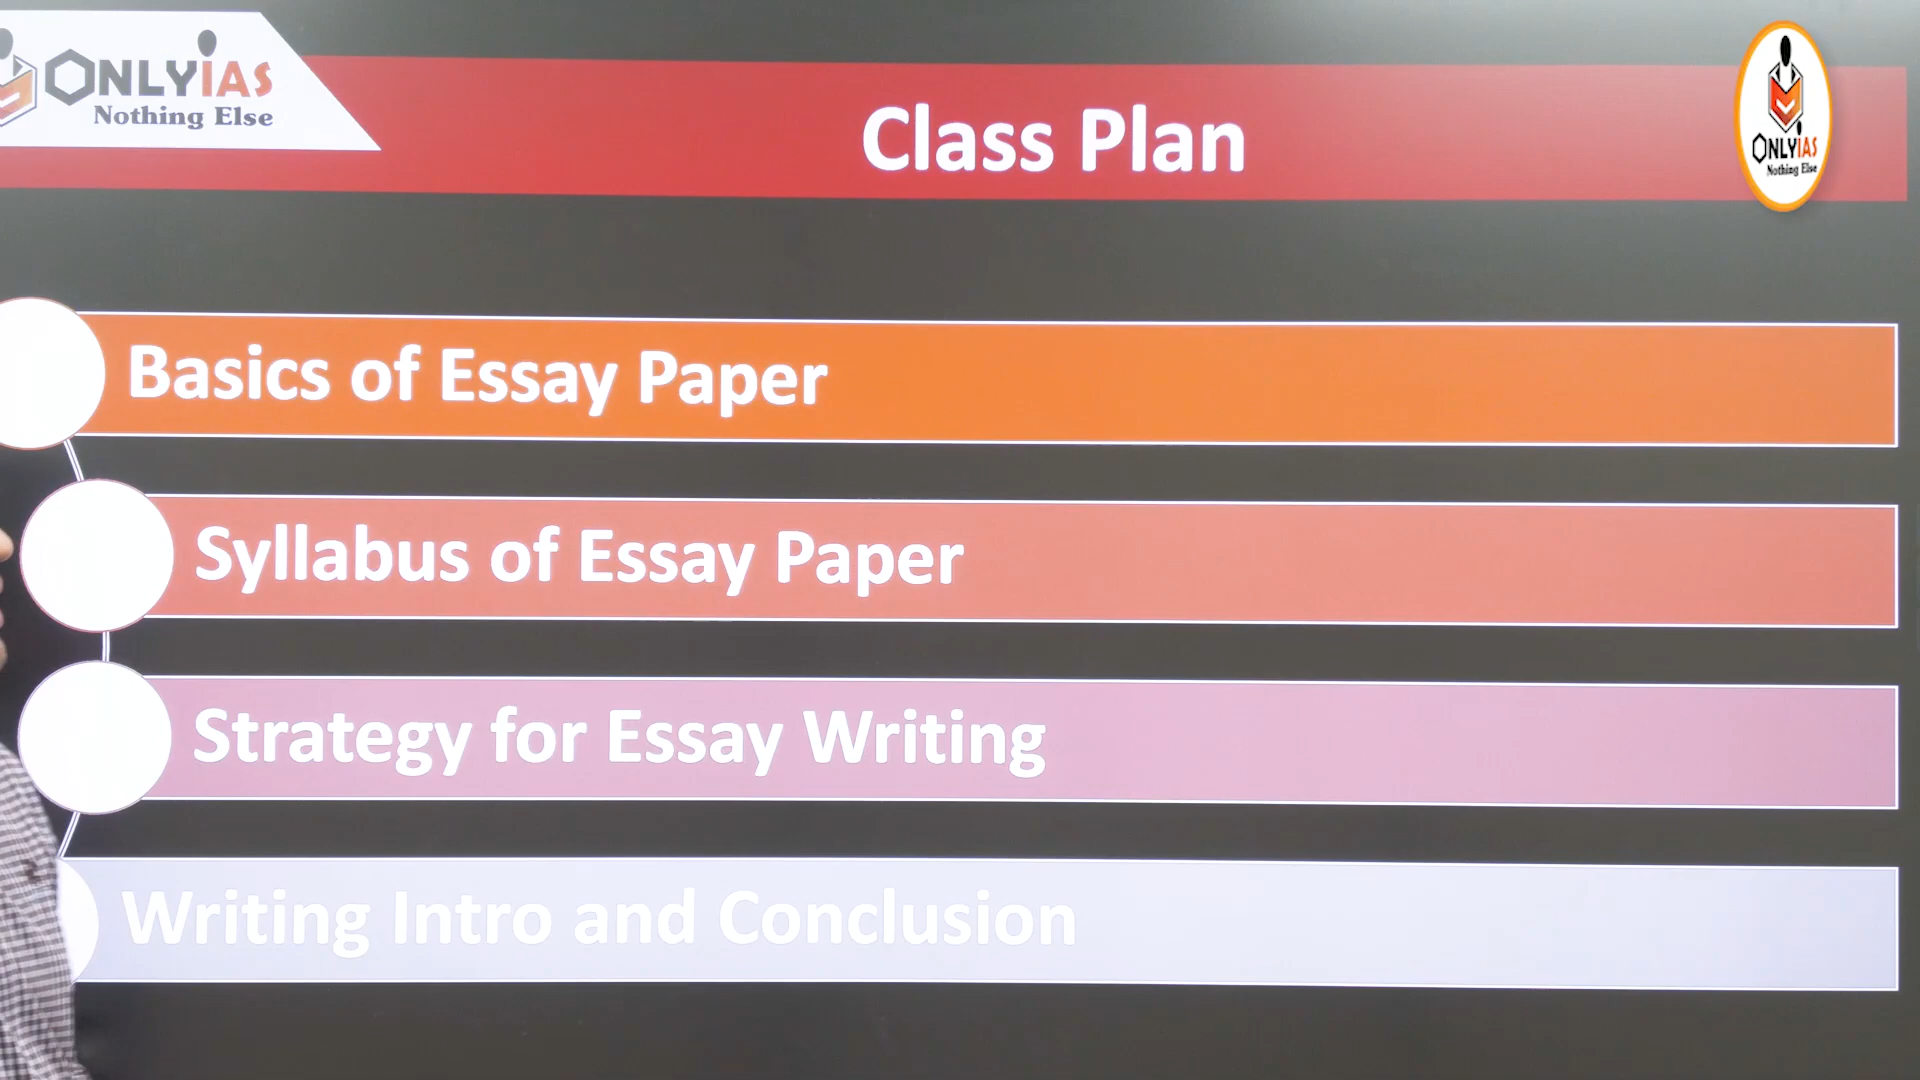 ONLYIAS
Nothing Else
Class Plan
ONLYIAS
Nothing Else
Basics of Essay Paper
Syllabus of Essay Paper
Strategy for Essay Writing
Writing Intro and Conclusion